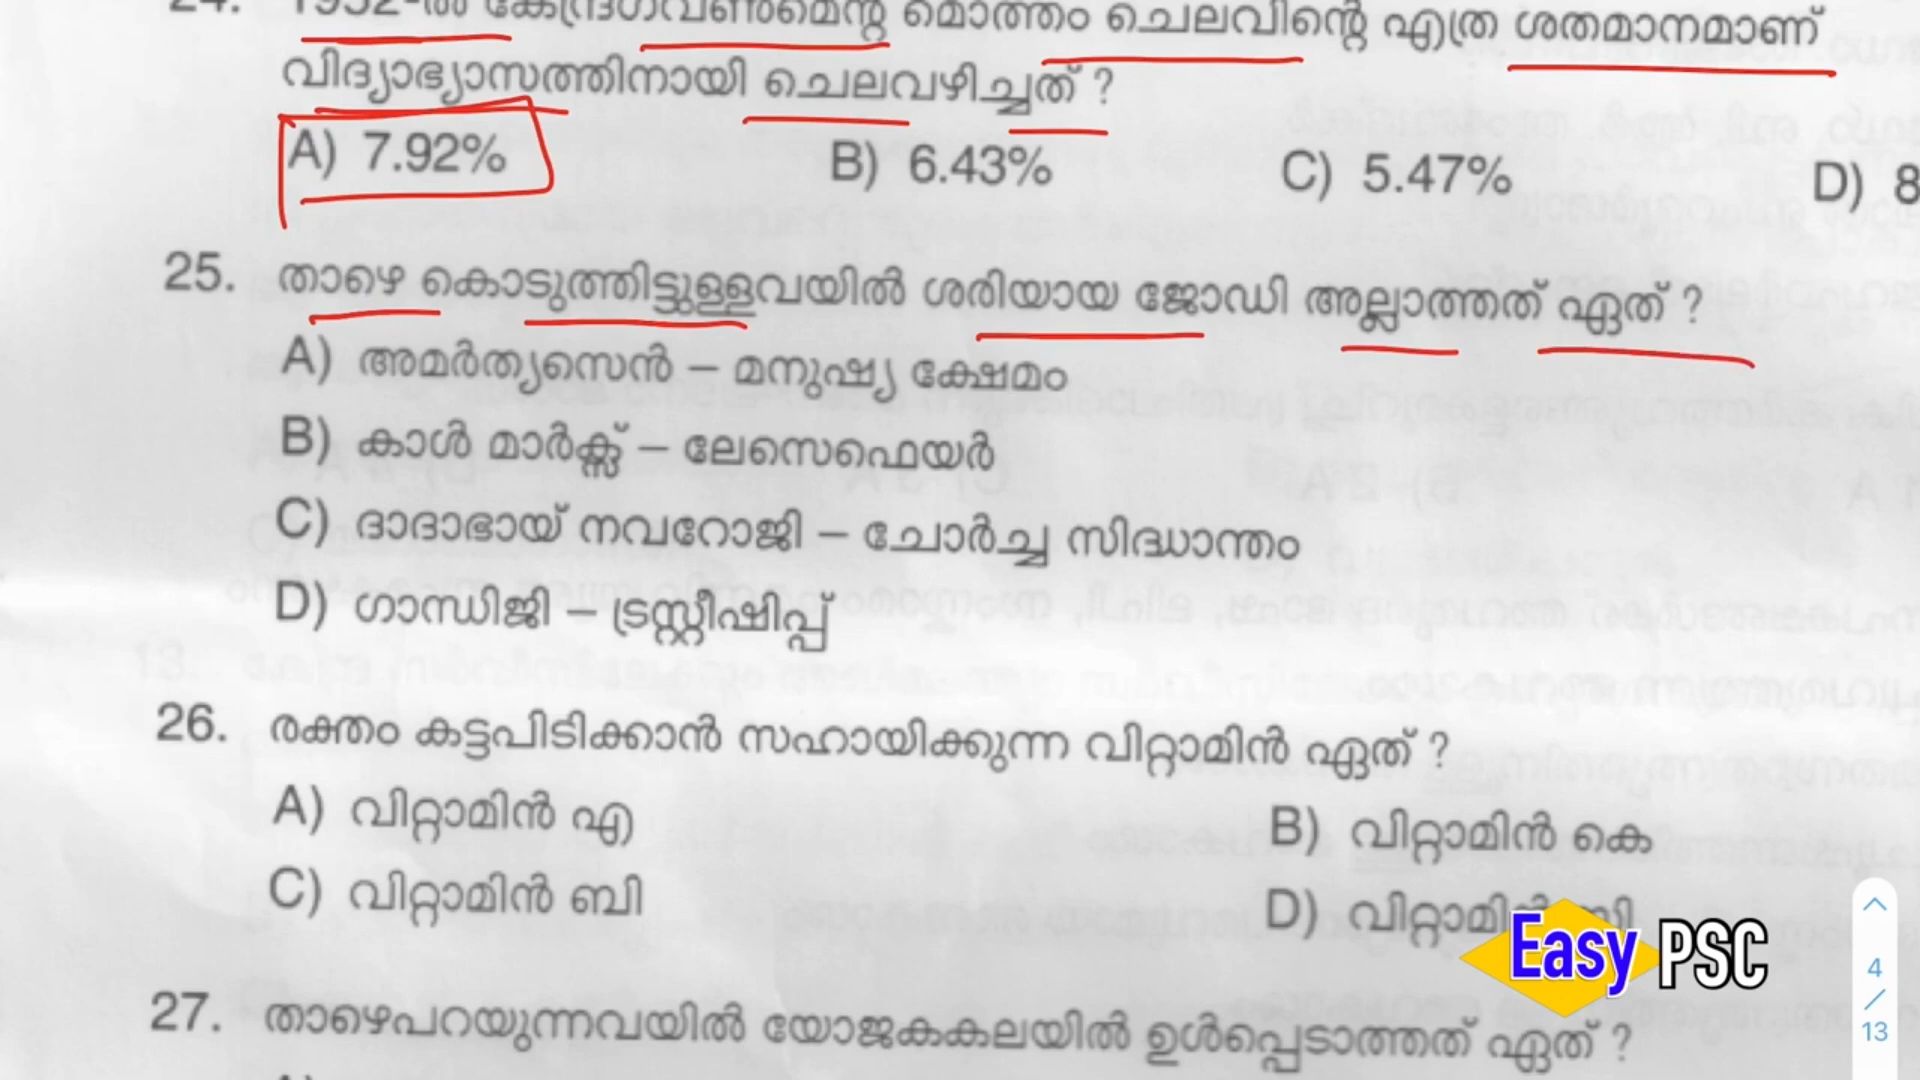 24. 1952-ൽ കേന്ദ്രഗവൺമെന്റ് മൊത്തം ചെലവിന്റെ എത്ര ശതമാനമാണ്
വിദ്യാഭ്യാസത്തിനായി ചെലവഴിച്ചത് ?
A) 7.92% B) 6.43% C) 5.47% D) 8
25. താഴെ കൊടുത്തിട്ടുള്ളവയിൽ ശരിയായ ജോഡി അല്ലാത്തത് ഏത് ?
A) അമർത്യസെൻ – മനുഷ്യ ക്ഷേമം
B) കാൾ മാർക്സ് – ലേസെഫെയർ
C) ദാദാഭായ് നവറോജി – ചോർച്ച സിദ്ധാന്തം
D) ഗാന്ധിജി – ട്രസ്റ്റീഷിപ്പ്
26. രക്തം കട്ടപിടിക്കാൻ സഹായിക്കുന്ന വിറ്റാമിൻ ഏത് ?
A) വിറ്റാമിൻ എ B) വിറ്റാമിൻ കെ
C) വിറ്റാമിൻ ബി D) വിറ്റാമിൻ സി
Easy PSC
4
/
13
27. താഴെപറയുന്നവയിൽ യോജകകലയിൽ ഉൾപ്പെടാത്തത് ഏത് ?